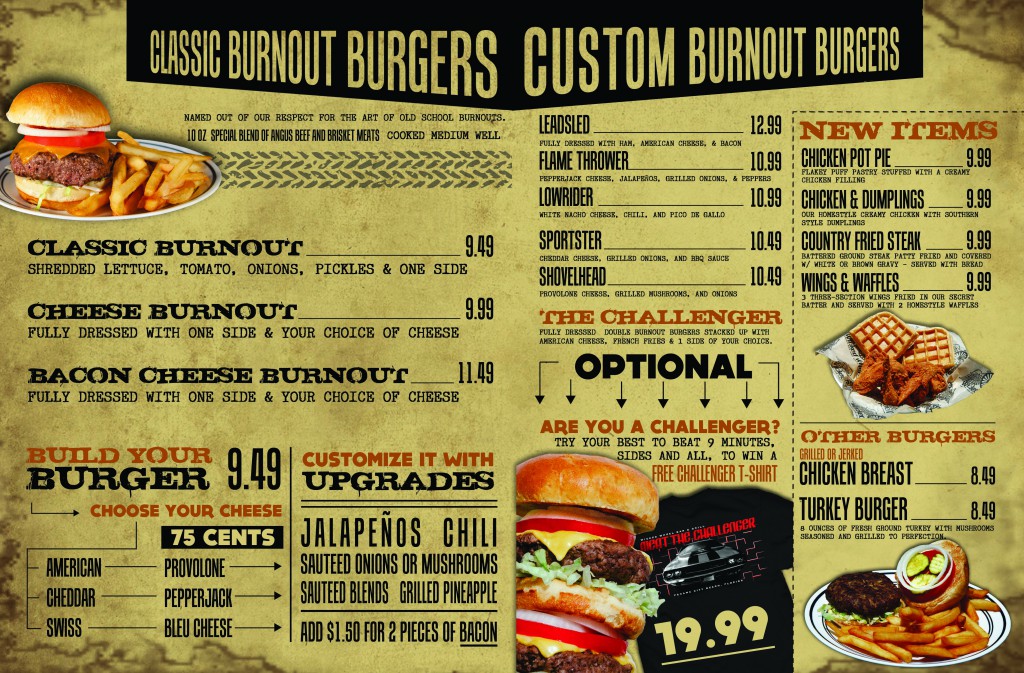 CLASSIC BURNOUT BURGERS
NAMED OUT OF OUR RESPECT FOR THE ART OF OLD SCHOOL BURNOUTS.
10 OZ SPECIAL BLEND OF ANGUS BEEF AND BRISKET MEATS COOKED MEDIUM WELL
CLASSIC BURNOUT 9.49
SHREDDED LETTUCE, TOMATO, ONIONS, PICKLES & ONE SIDE
CHEESE BURNOUT 9.99
FULLY DRESSED WITH ONE SIDE & YOUR CHOICE OF CHEESE
BACON CHEESE BURNOUT 11.49
FULLY DRESSED WITH ONE SIDE & YOUR CHOICE OF CHEESE
BUILD YOUR
BURGER 9.49
CHOOSE YOUR CHEESE
75 CENTS
AMERICAN PROVOLONE
CHEDDAR PEPPERJACK
SWISS BLEU CHEESE
CUSTOMIZE IT WITH
UPGRADES
JALAPEÑOS CHILI
SAUTEED ONIONS OR MUSHROOMS
SAUTEED BLENDS GRILLED PINEAPPLE
ADD $1.50 FOR 2 PIECES OF BACON
CUSTOM BURNOUT BURGERS
LEADSLED 12.99
FULLY DRESSED WITH HAM, AMERICAN CHEESE, & BACON
FLAME THROWER 10.99
PEPPERJACK CHEESE, JALAPEÑOS, GRILLED ONIONS, & PEPPERS
LOWRIDER 10.99
WHITE NACHO CHEESE, CHILI, AND PICO DE GALLO
SPORTSTER 10.49
CHEDDAR CHEESE, GRILLED ONIONS, AND BBQ SAUCE
SHOVELHEAD 10.49
PROVOLONE CHEESE, GRILLED MUSHROOMS, AND ONIONS
THE CHALLENGER
FULLY DRESSED DOUBLE BURNOUT BURGERS STACKED UP WITH
AMERICAN CHEESE, FRENCH FRIES & 1 SIDE OF YOUR CHOICE.
OPTIONAL
ARE YOU A CHALLENGER?
TRY YOUR BEST TO BEAT 9 MINUTES,
SIDES AND ALL, TO WIN A
FREE CHALLENGER T-SHIRT
MEAT THE CHALLENGER
PANAMA CITY BEACH, FLORIDA
19.99
NEW ITEMS
CHICKEN POT PIE 9.99
FLAKEY PUFF PASTRY STUFFED WITH A CREAMY
CHICKEN FILLING
CHICKEN & DUMPLINGS 9.99
OUR HOMESTYLE CREAMY CHICKEN WITH SOUTHERN
STYLE DUMPLINGS
COUNTRY FRIED STEAK 9.99
BATTERED GROUND STEAK PATTY FRIED AND COVERED
W/ WHITE OR BROWN GRAVY - SERVED WITH BREAD
WINGS & WAFFLES 9.99
3 THREE-SECTION WINGS FRIED IN OUR SECRET
BATTER AND SERVED WITH 2 HOMESTYLE WAFFLES
OTHER BURGERS
GRILLED OR JERKED
CHICKEN BREAST 8.49
TURKEY BURGER 8.49
8 OUNCES OF FRESH GROUND TURKEY WITH MUSHROOMS
SEASONED AND GRILLED TO PERFECTION.